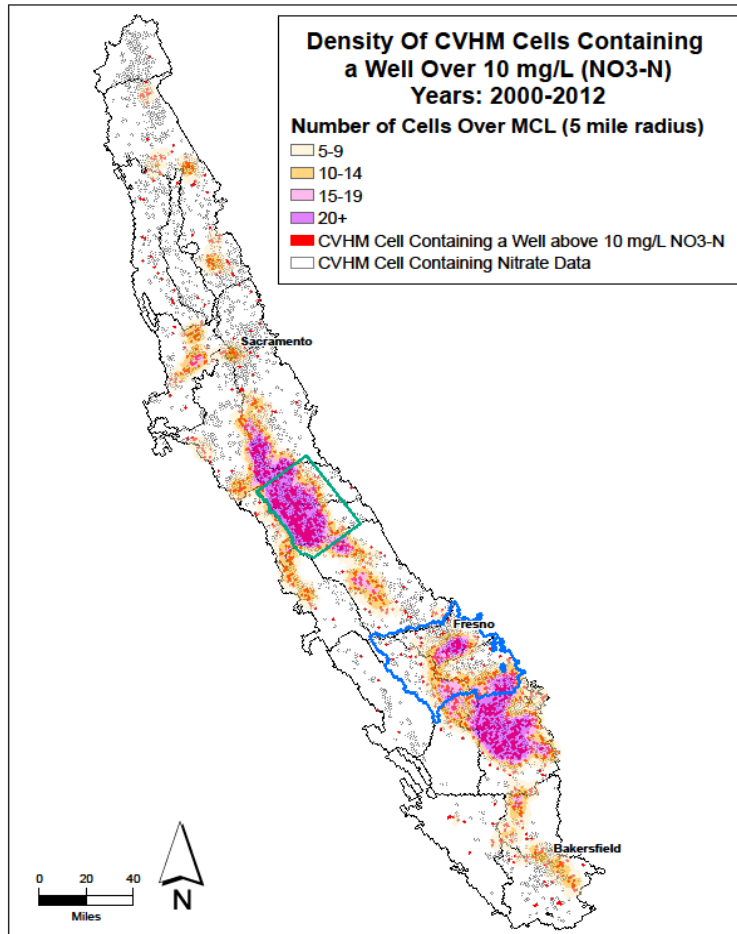 Density Of CVHM Cells Containing
a Well Over 10 mg/L (NO3-N)
Years: 2000-2012
Number of Cells Over MCL (5 mile radius)
5-9
10-14
15-19
20+
CVHM Cell Containing a Well above 10 mg/L NO3-N
CVHM Cell Containing Nitrate Data
Sacramento
Fresno
Bakersfield
0 20 40
Miles
N